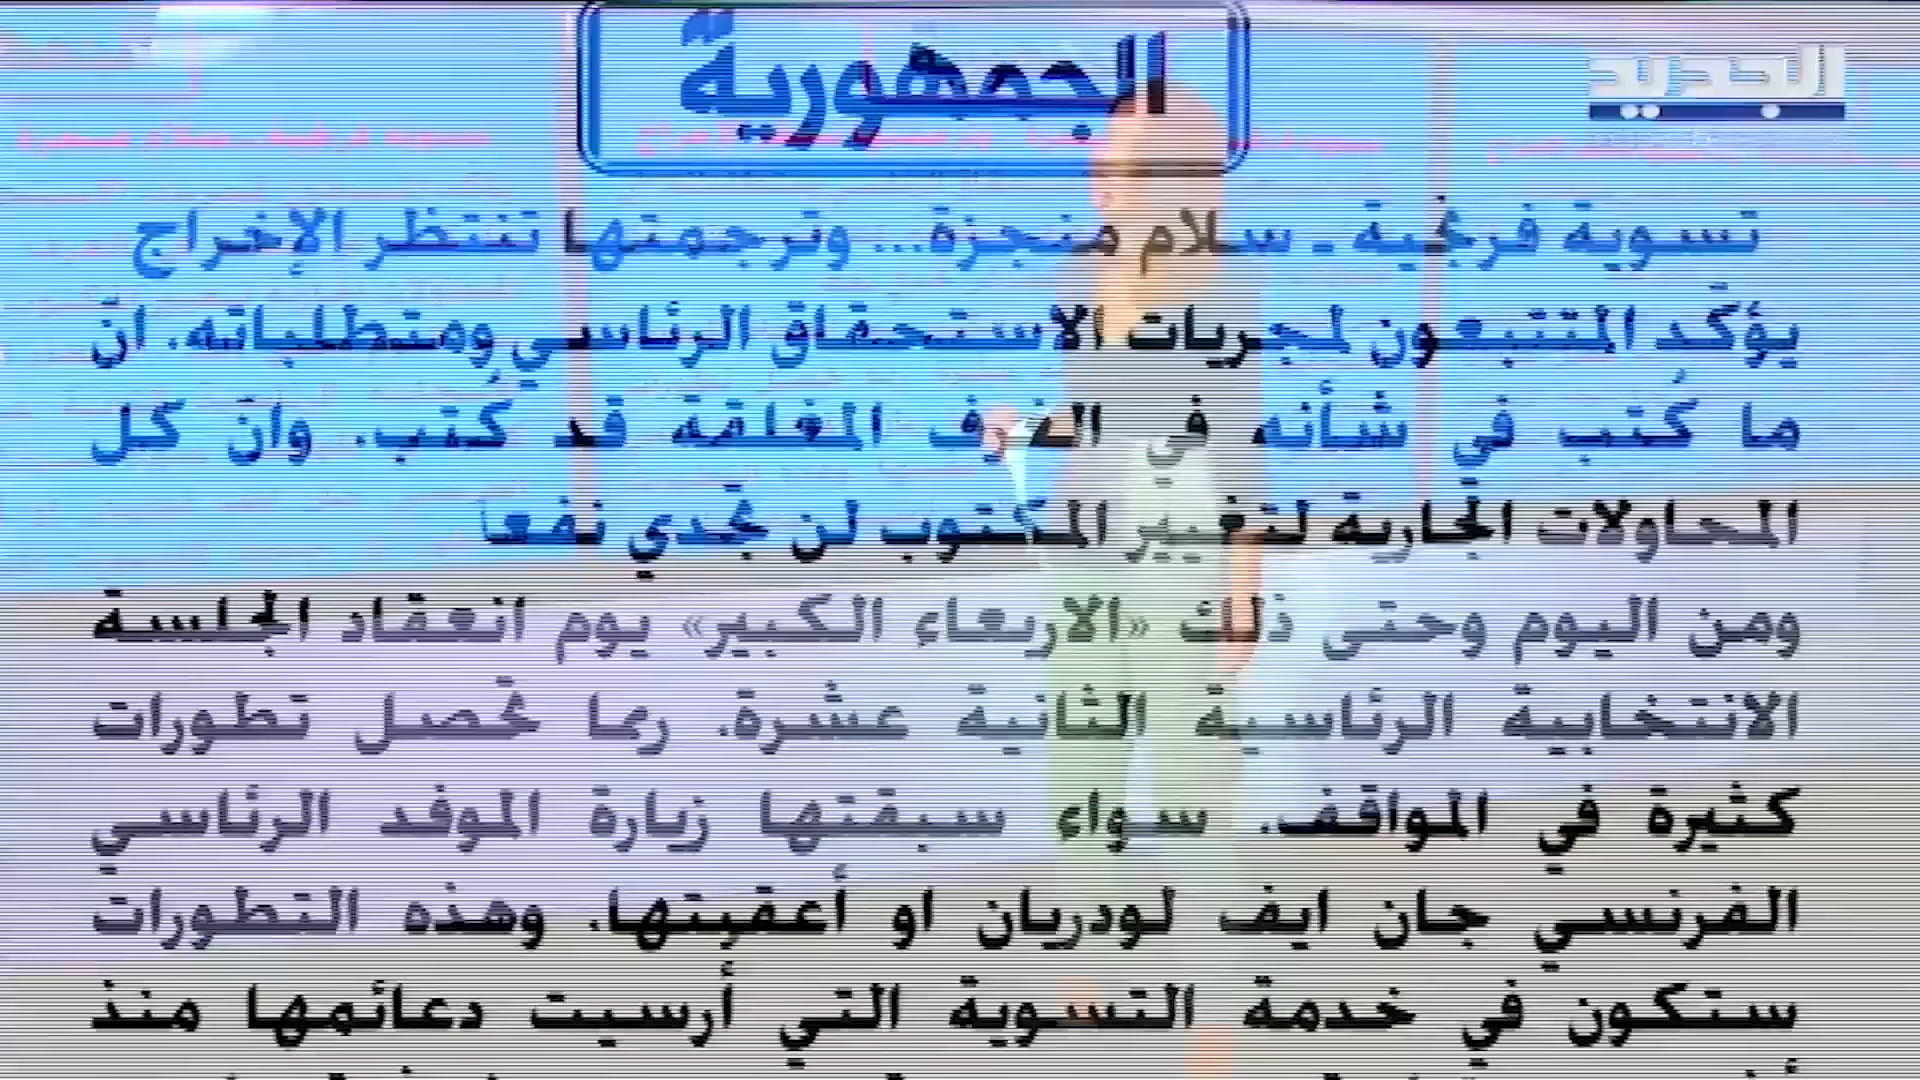 الجمهورية
الجديد
تسوية فرنجية ـ سلام منجزة... وترجمتها تنتظر الإخراج
يؤكّد المتتبعون لمجريات الاستحقاق الرئاسي ومتطلباته، انّ
ما كُتب في شأنه في الغرف المغلقة قد كُتب، وانّ كل
المحاولات الجارية لتغيير المكتوب لن تجدي نفعا
ومن اليوم وحتى ذلك «الاربعاء الكبير» يوم انعقاد الجلسة
الانتخابية الرئاسية الثانية عشرة، ربما تحصل تطورات
كثيرة في المواقف، سواء سبقتها زيارة الموفد الرئاسي
الفرنسي جان ايف لودريان او أعقبتها، وهذه التطورات
ستكون في خدمة التسوية التي أرسيت دعائمها منذ